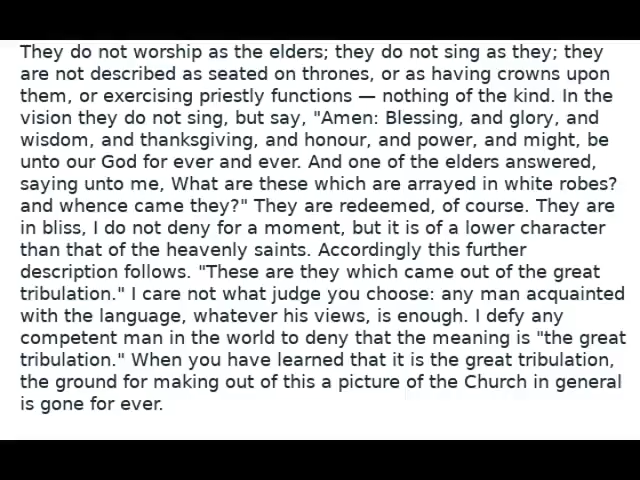 They do not worship as the elders; they do not sing as they; they
are not described as seated on thrones, or as having crowns upon
them, or exercising priestly functions — nothing of the kind. In the
vision they do not sing, but say, "Amen: Blessing, and glory, and
wisdom, and thanksgiving, and honour, and power, and might, be
unto our God for ever and ever. And one of the elders answered,
saying unto me, What are these which are arrayed in white robes?
and whence came they?" They are redeemed, of course. They are
in bliss, I do not deny for a moment, but it is of a lower character
than that of the heavenly saints. Accordingly this further
description follows. "These are they which came out of the great
tribulation." I care not what judge you choose: any man acquainted
with the language, whatever his views, is enough. I defy any
competent man in the world to deny that the meaning is "the great
tribulation." When you have learned that it is the great tribulation,
the ground for making out of this a picture of the Church in general
is gone for ever.